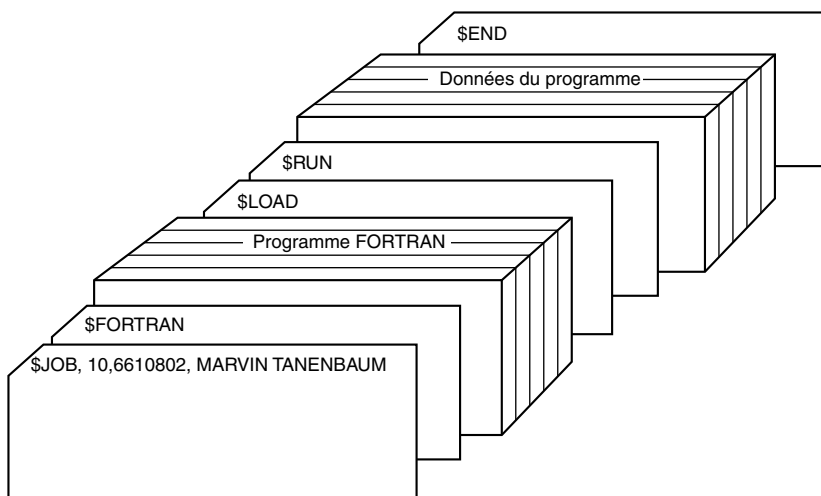 $END
Données du programme
$RUN
$LOAD
Programme FORTRAN
$FORTRAN
$JOB, 10,6610802, MARVIN TANENBAUM